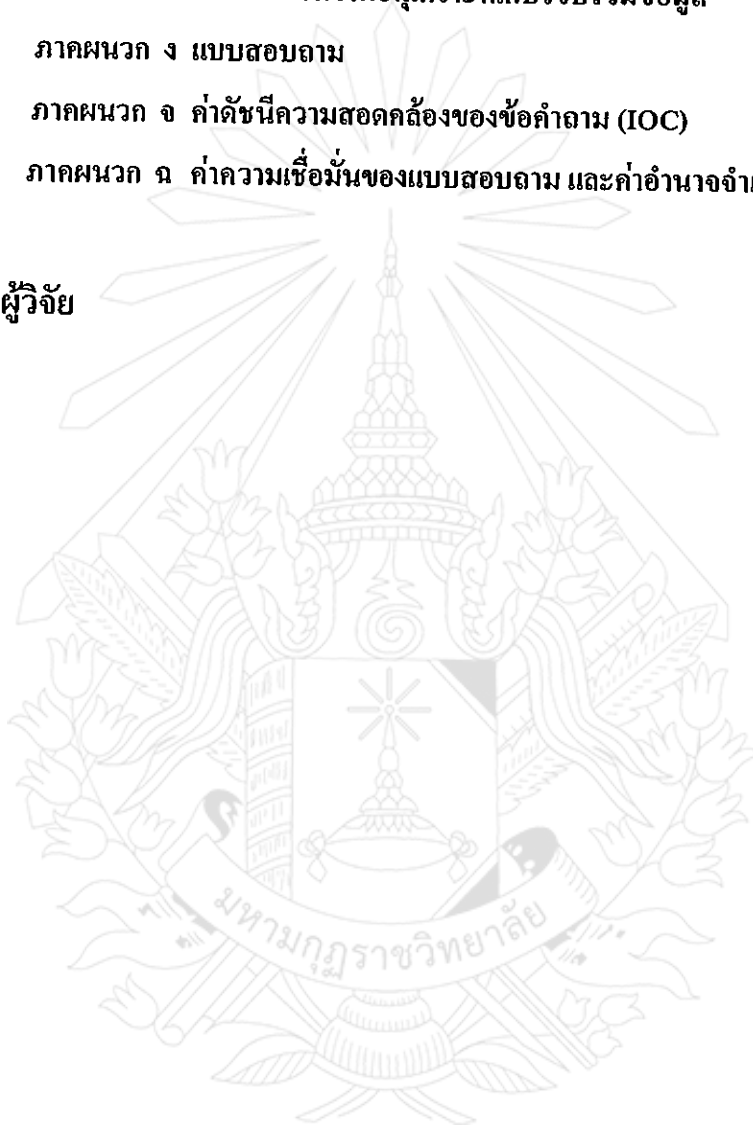 ภาคผนวก ง แบบสอบถาม
ภาคผนวก จ ค่าดัชนีความสอดคล้องของข้อคำถาม (IOC)
ภาคผนวก ฉ ค่าความเชื่อมั่นของแบบสอบถาม และค่าอำนาจ
ผู้วิจัย
มหามกุฏราชวิทยาลัย